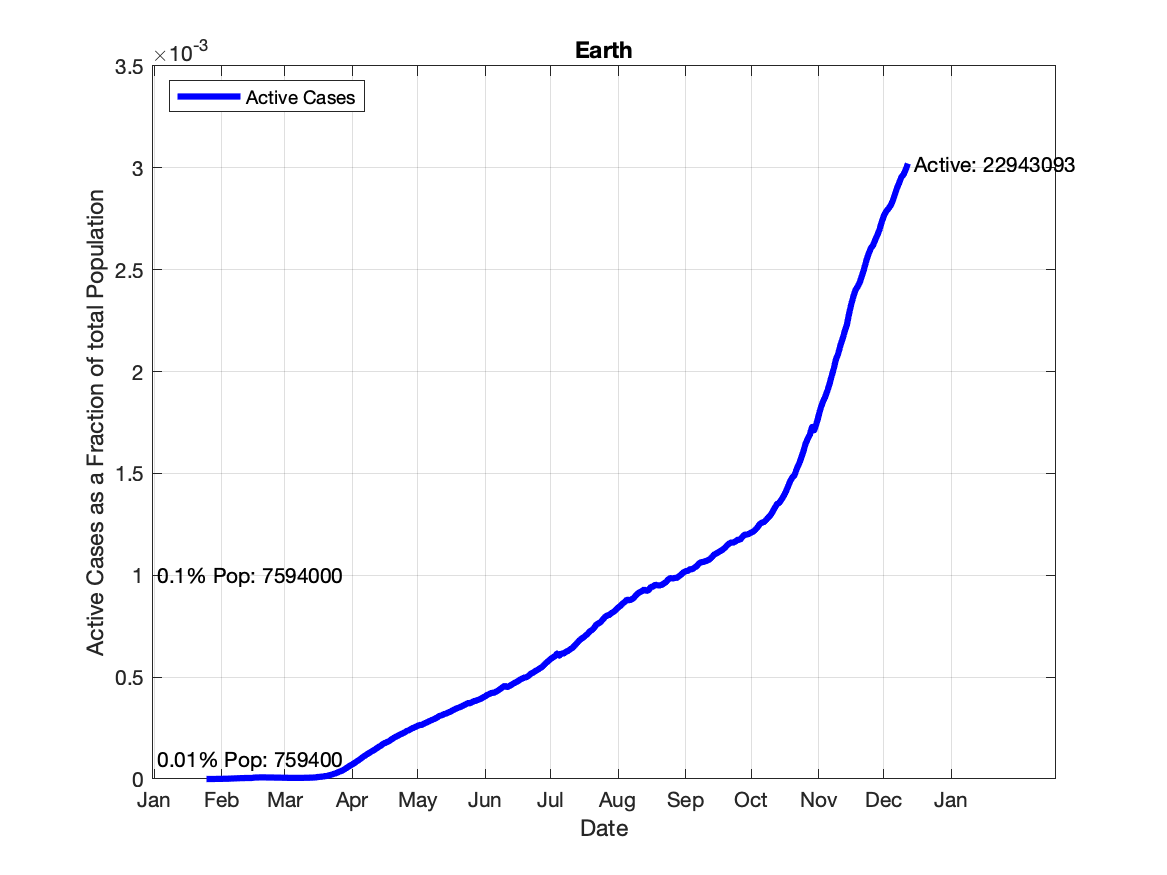 Earth
×10-3
3.5
3
2.5
2
1.5
1
0.5
0
Active Cases as a Fraction of total Population
Active Cases
Active: 22943093
0.1% Pop: 7594000
0.01% Pop: 759400
Jan Feb Mar Apr May Jun Jul Aug Sep Oct Nov Dec Jan
Date